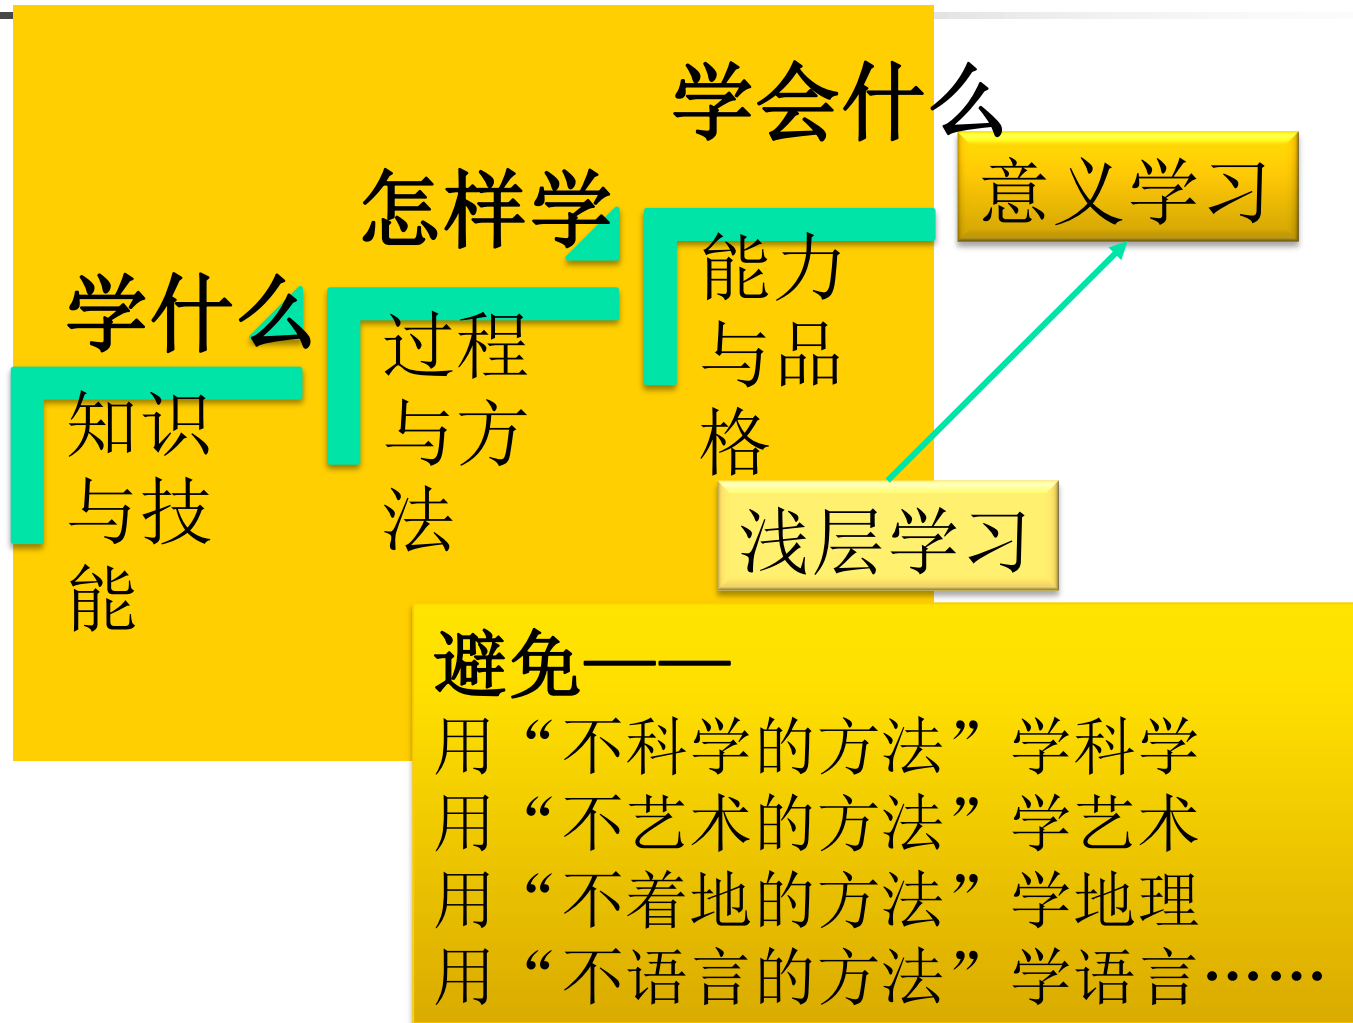 学什么
知识
与技
能
怎样学
过程
与方
法
学会什么
能力
与品
格
意义学习
浅层学习
避免——
用“不科学的方法”学科学
用“不艺术的方法”学艺术
用“不着地的方法”学地理
用“不语言的方法”学语言……